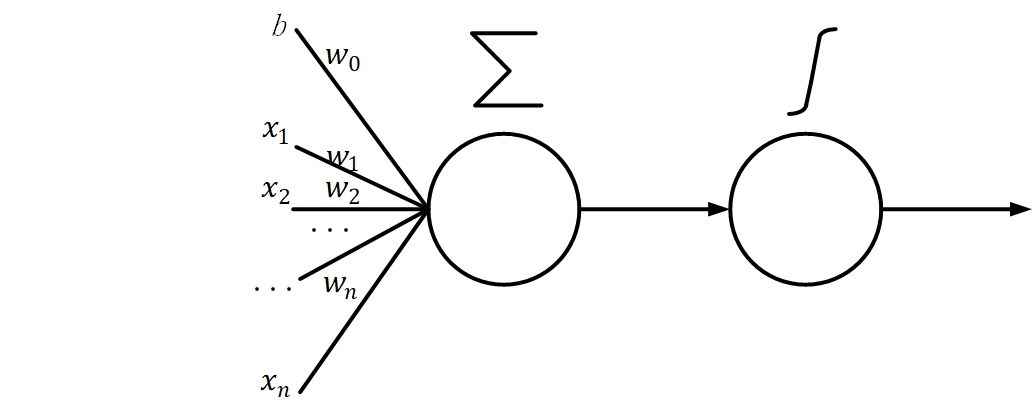 b
w₀
∑
∫
x₁
w₁
x₂
w₂
...
...
wₙ
xₙ